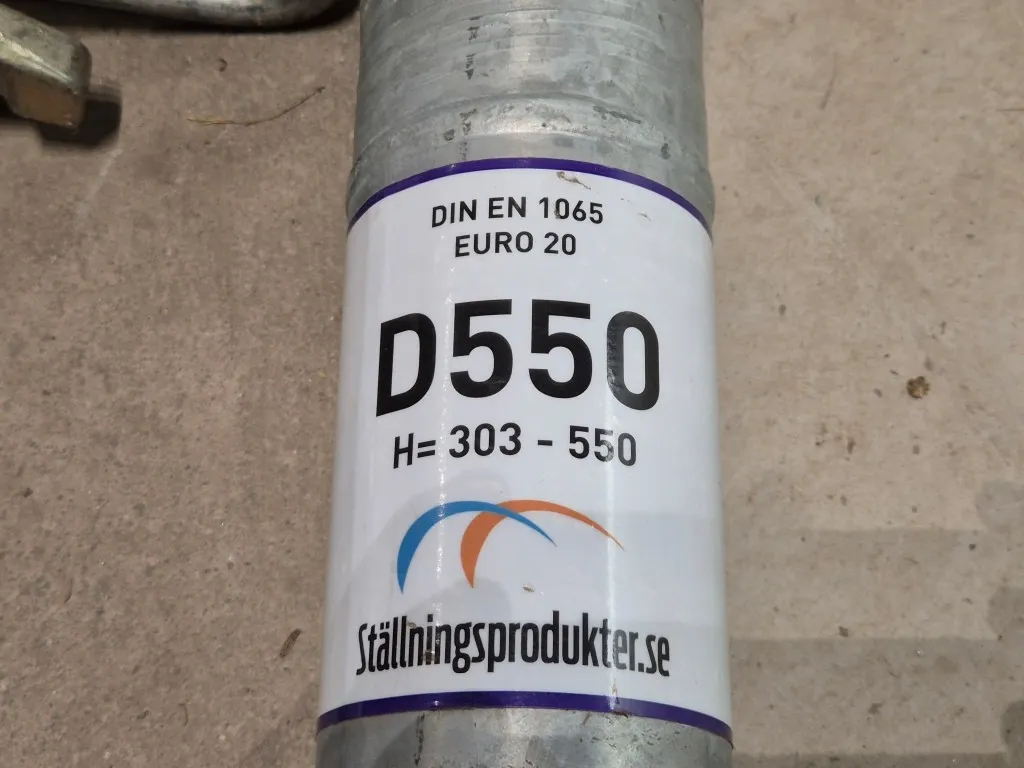 DIN EN 1065
EURO 20
D550
H= 303 - 550
Ställningsprodukter.se